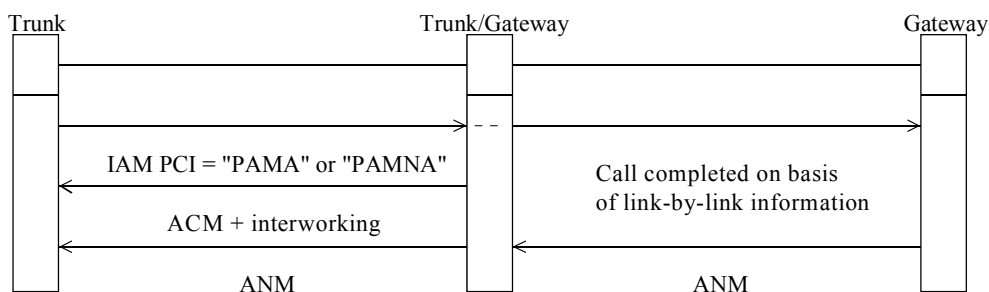 Trunk
Trunk/Gateway
Gateway
IAM PCI = "PAMA" or "PAMNA"
Call completed on basis
of link-by-link information
ACM + interworking
ANM
ANM